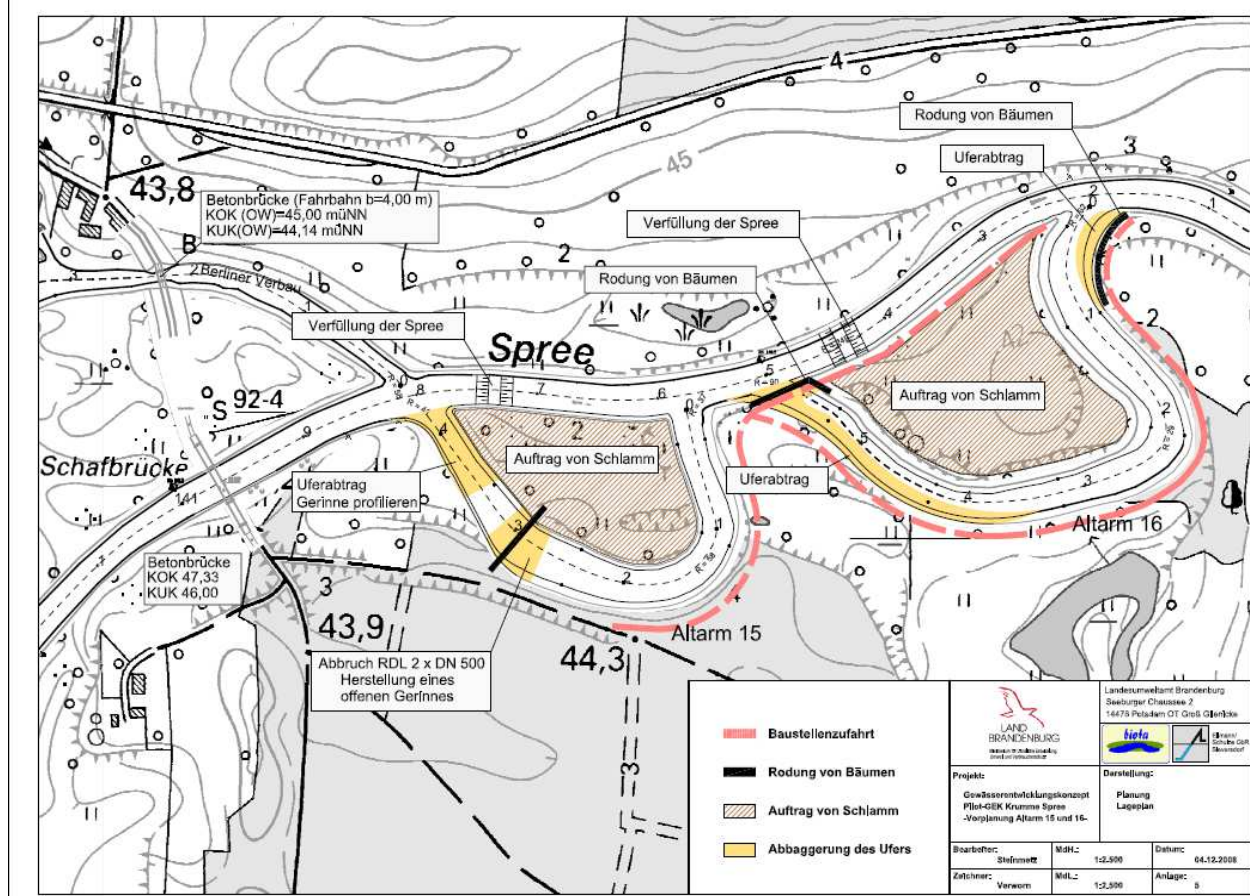 4
Rodung von Bäumen
Uferabtrag
3
45
43,8
Betonbrücke (Fahrbahn b=4,00 m)
KOK (OW)=45,00 müNN
KUK(OW)=44,14 müNN
Verfüllung der Spree
2
B
Berliner Verbau
Rodung von Bäumen
Verfüllung der Spree
Spree
S 92-4
Auftrag von Schlamm
Schafbrücke
Auftrag von Schlamm
Uferabtrag
Gerinne profilieren
Uferabtrag
Altarm 16
Betonbrücke
KOK 47,33
KUK 46,00
3
43,9
Altarm 15
44,3
Abbruch RDL 2 x DN 500
Herstellung eines
offenen Gerinnes
Baustellenzufahrt
Rodung von Bäumen
Auftrag von Schlamm
Abbaggerung des Ufers
LAND
BRANDENBURG
Landesumweltamt Brandenburg
Seeburger Chaussee 2
14476 Potsdam OT Groß Glienicke
biota
Projekt:
Gewässerentwicklungskonzept
Pilot-GEK Krumme Spree
-Vorplanung Altarm 15 und 16-
Darstellung:
Planung
Lageplan
Bearbeiter:
Steinmetz
MdH.:
1:2.500
Datum:
04.12.2008
Zeichner:
Verworn
MdL.:
1:2.500
Anlage:
5